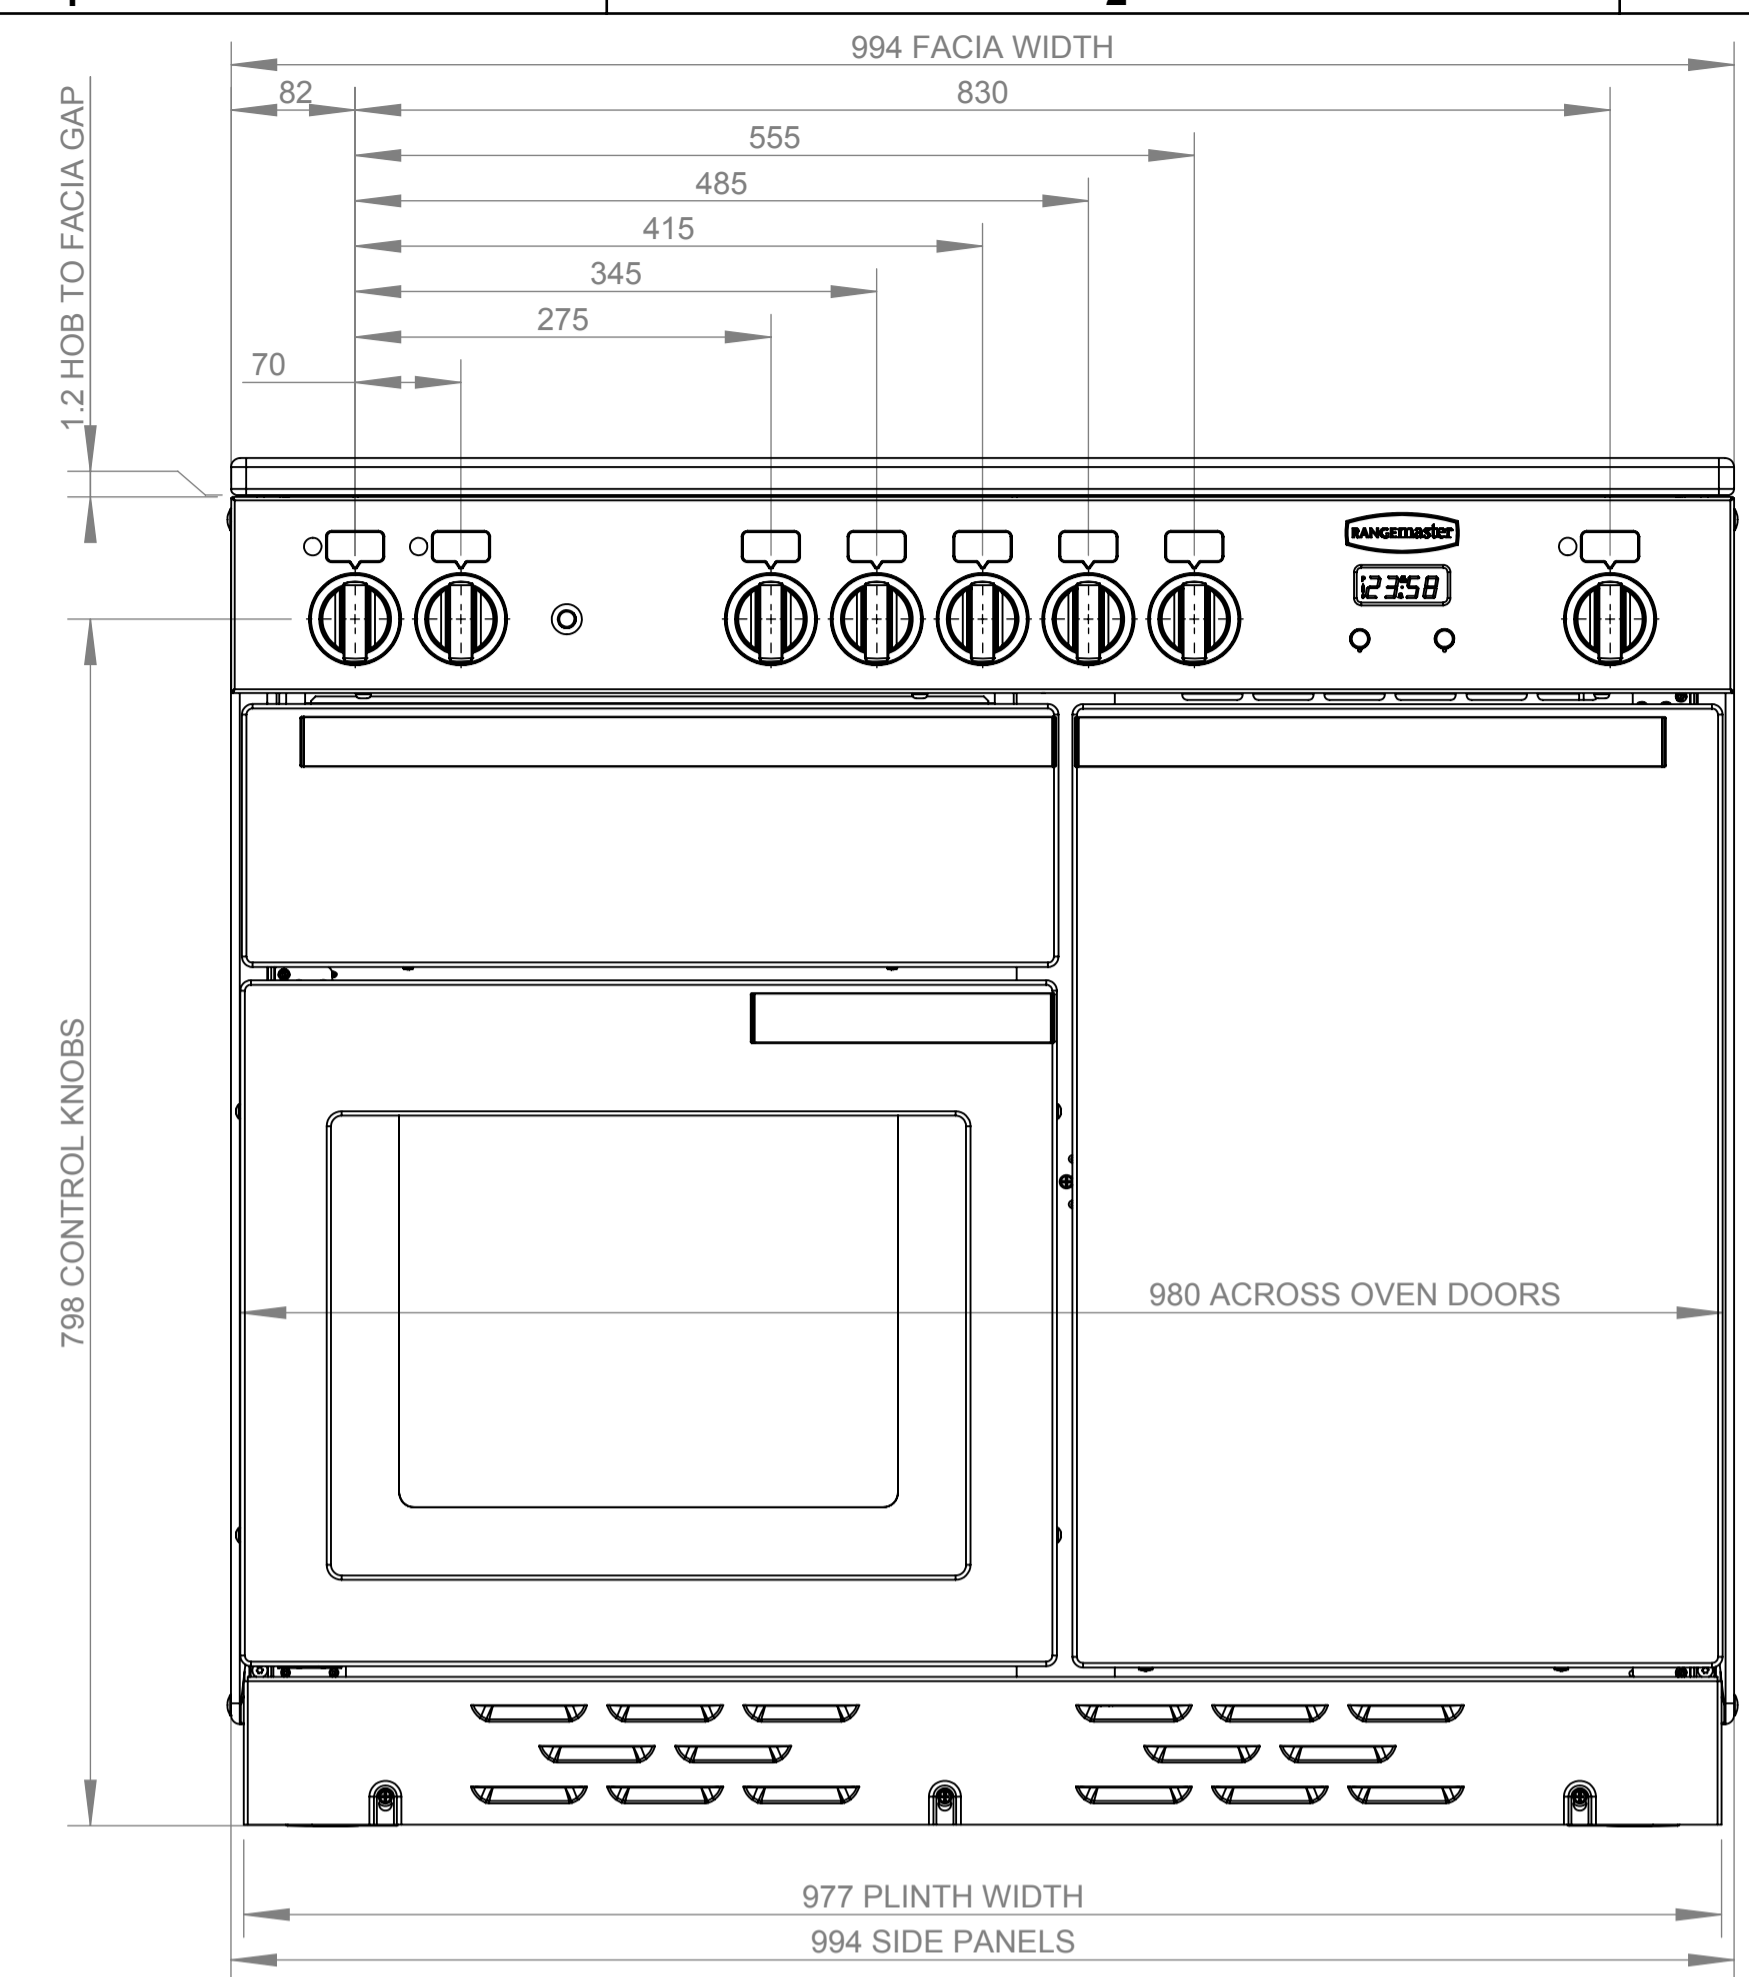 994 FACIA WIDTH
82
830
555
485
415
345
275
70
1.2 HOB TO FACIA GAP
RANGEmaster
23:58
798 CONTROL KNOBS
980 ACROSS OVEN DOORS
977 PLINTH WIDTH
994 SIDE PANELS